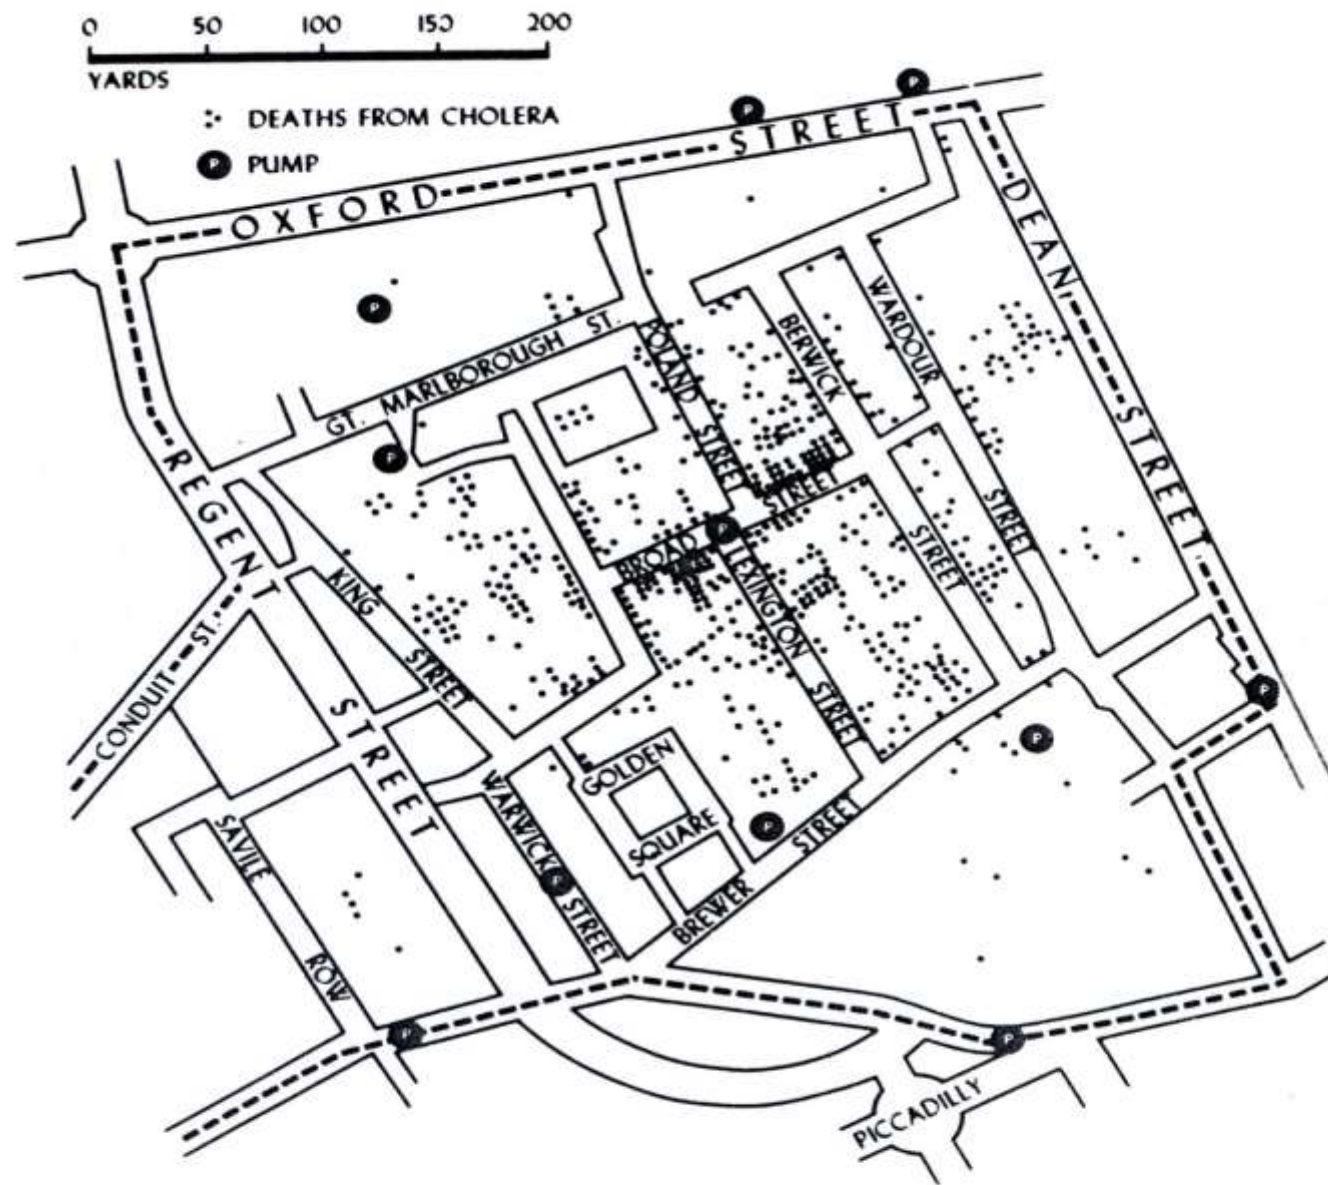 0 50 100 150 200
YARDS
DEATHS FROM CHOLERA
P PUMP
P
P
OXFORD STREET
DEAN STREET
P
GT. MARLBOROUGH ST.
POLAND STREET
BERWICK STREET
WARDOUR STREET
P
REGENT STREET
BROAD STREET
P
LEXINGTON STREET
KING STREET
CONDUIT ST.
P
P
GOLDEN SQUARE
P
WARWICK STREET
P
BREWER STREET
SAVILE ROW
P
P
PICCADILLY